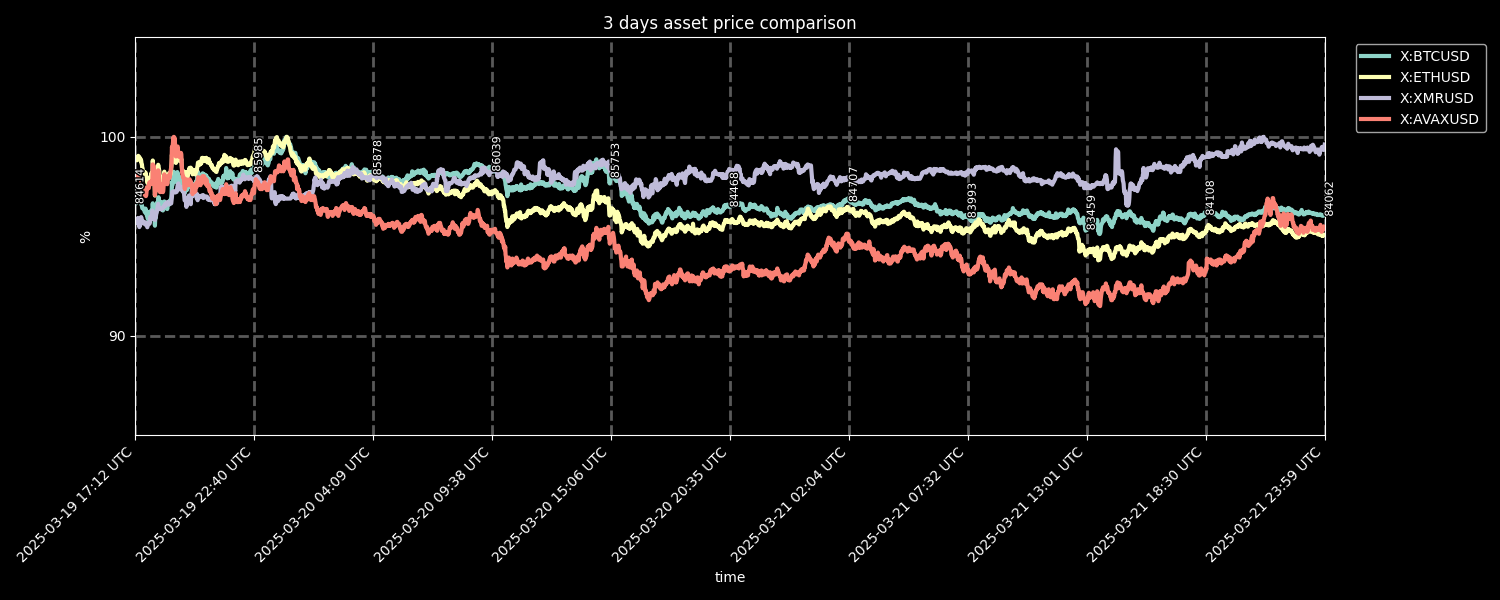 3 days asset price comparison
X:BTCUSD
X:ETHUSD
X:XMRUSD
X:AVAXUSD
100
90
%
85985
85878
86039
85753
84468
84707
83993
83459
84108
84062
2025-03-19 17:12 UTC
2025-03-19 22:40 UTC
2025-03-20 04:09 UTC
2025-03-20 09:38 UTC
2025-03-20 15:06 UTC
2025-03-20 20:35 UTC
2025-03-21 02:04 UTC
2025-03-21 07:32 UTC
2025-03-21 13:01 UTC
2025-03-21 18:30 UTC
2025-03-21 23:59 UTC
time